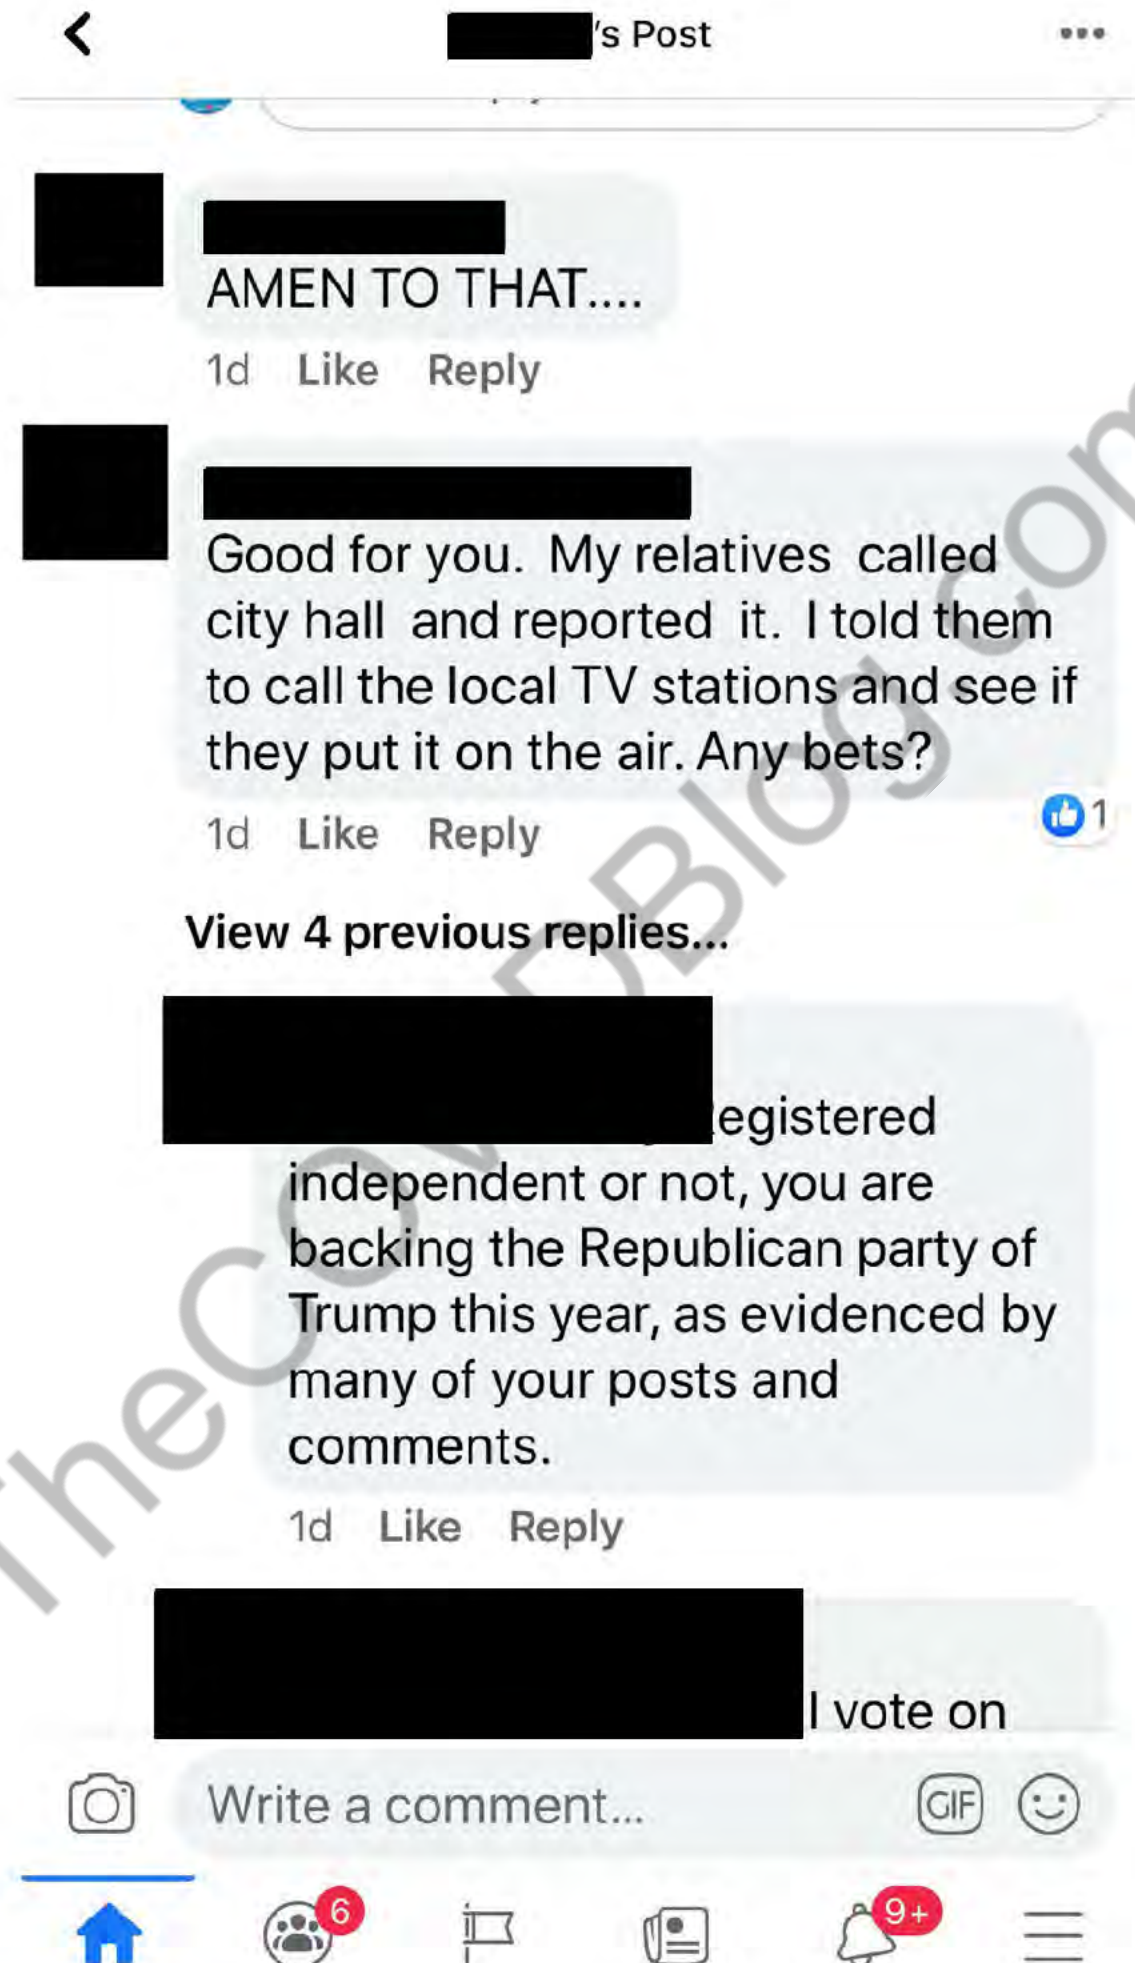 's Post
AMEN TO THAT....
1d Like Reply
Good for you. My relatives called
city hall and reported it. I told them
to call the local TV stations and see if
they put it on the air. Any bets?
1d Like Reply
1
View 4 previous replies...
egistered
independent or not, you are
backing the Republican party of
Trump this year, as evidenced by
many of your posts and
comments.
1d Like Reply
I vote on
Write a comment...
GIF
6
9+